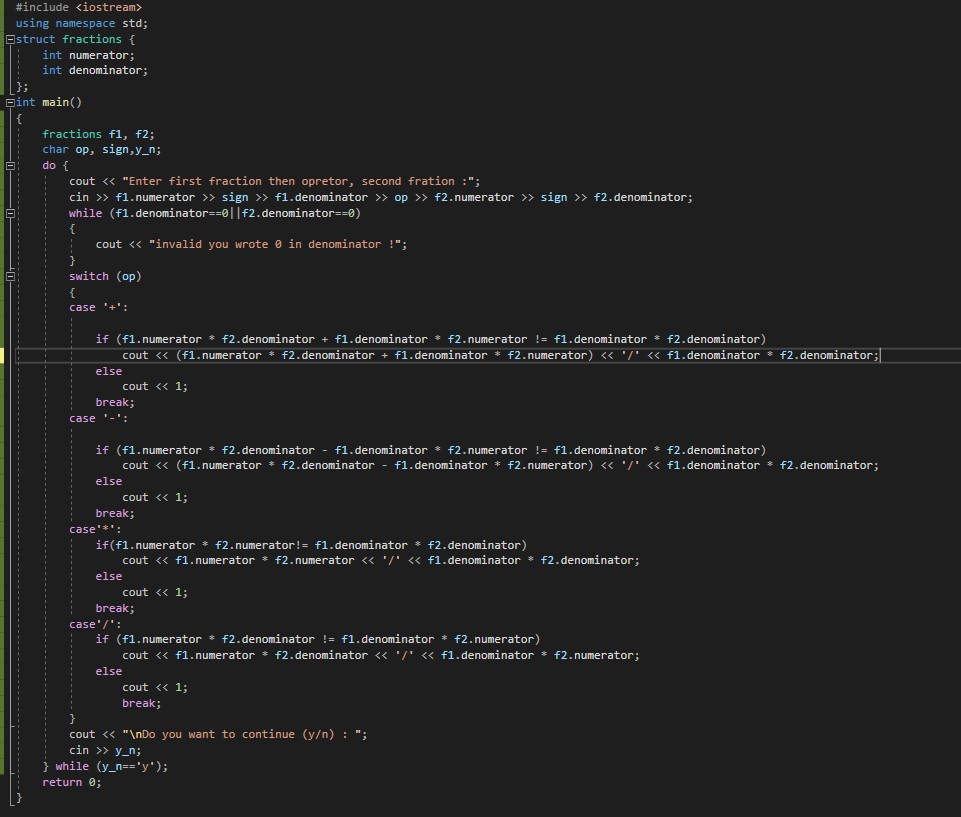 #include <iostream>
using namespace std;
struct fractions {
    int numerator;
    int denominator;
};
int main()
{
    fractions f1, f2;
    char op, sign,y_n;
    do {
        cout << "Enter first fraction then opretor, second fration :";
        cin >> f1.numerator >> sign >> f1.denominator >> op >> f2.numerator >> sign >> f2.denominator;
        while (f1.denominator==0||f2.denominator==0)
        {
            cout << "invalid you wrote 0 in denominator !";
        }
        switch (op)
        {
        case '+':
            if (f1.numerator * f2.denominator + f1.denominator * f2.numerator != f1.denominator * f2.denominator)
                cout << (f1.numerator * f2.denominator + f1.denominator * f2.numerator) << '/' << f1.denominator * f2.denominator;
            else
                cout << 1;
            break;
        case '-':
            if (f1.numerator * f2.denominator - f1.denominator * f2.numerator != f1.denominator * f2.denominator)
                cout << (f1.numerator * f2.denominator - f1.denominator * f2.numerator) << '/' << f1.denominator * f2.denominator;
            else
                cout << 1;
            break;
        case'*':
            if(f1.numerator * f2.numerator!= f1.denominator * f2.denominator)
                cout << f1.numerator * f2.numerator << '/' << f1.denominator * f2.denominator;
            else
                cout << 1;
            break;
        case'/':
            if (f1.numerator * f2.denominator != f1.denominator * f2.numerator)
                cout << f1.numerator * f2.denominator << '/' << f1.denominator * f2.numerator;
            else
                cout << 1;
                break;
        }
        cout << "\nDo you want to continue (y/n) : ";
        cin >> y_n;
    } while (y_n=='y');
    return 0;
}